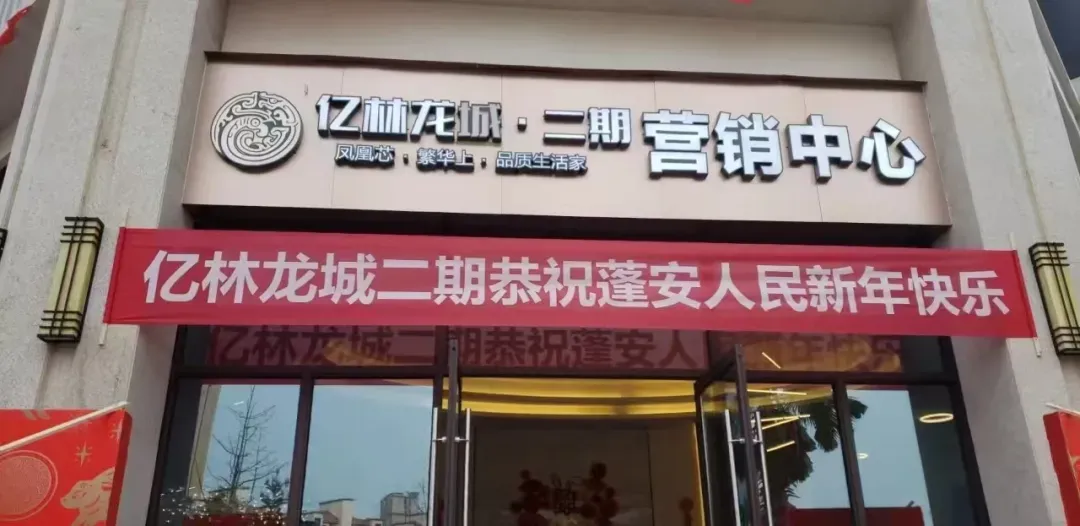 亿林龙城·二期 营销中心
凤凰芯·繁华上·品质生活家
亿林龙城二期恭祝蓬安人民新年快乐